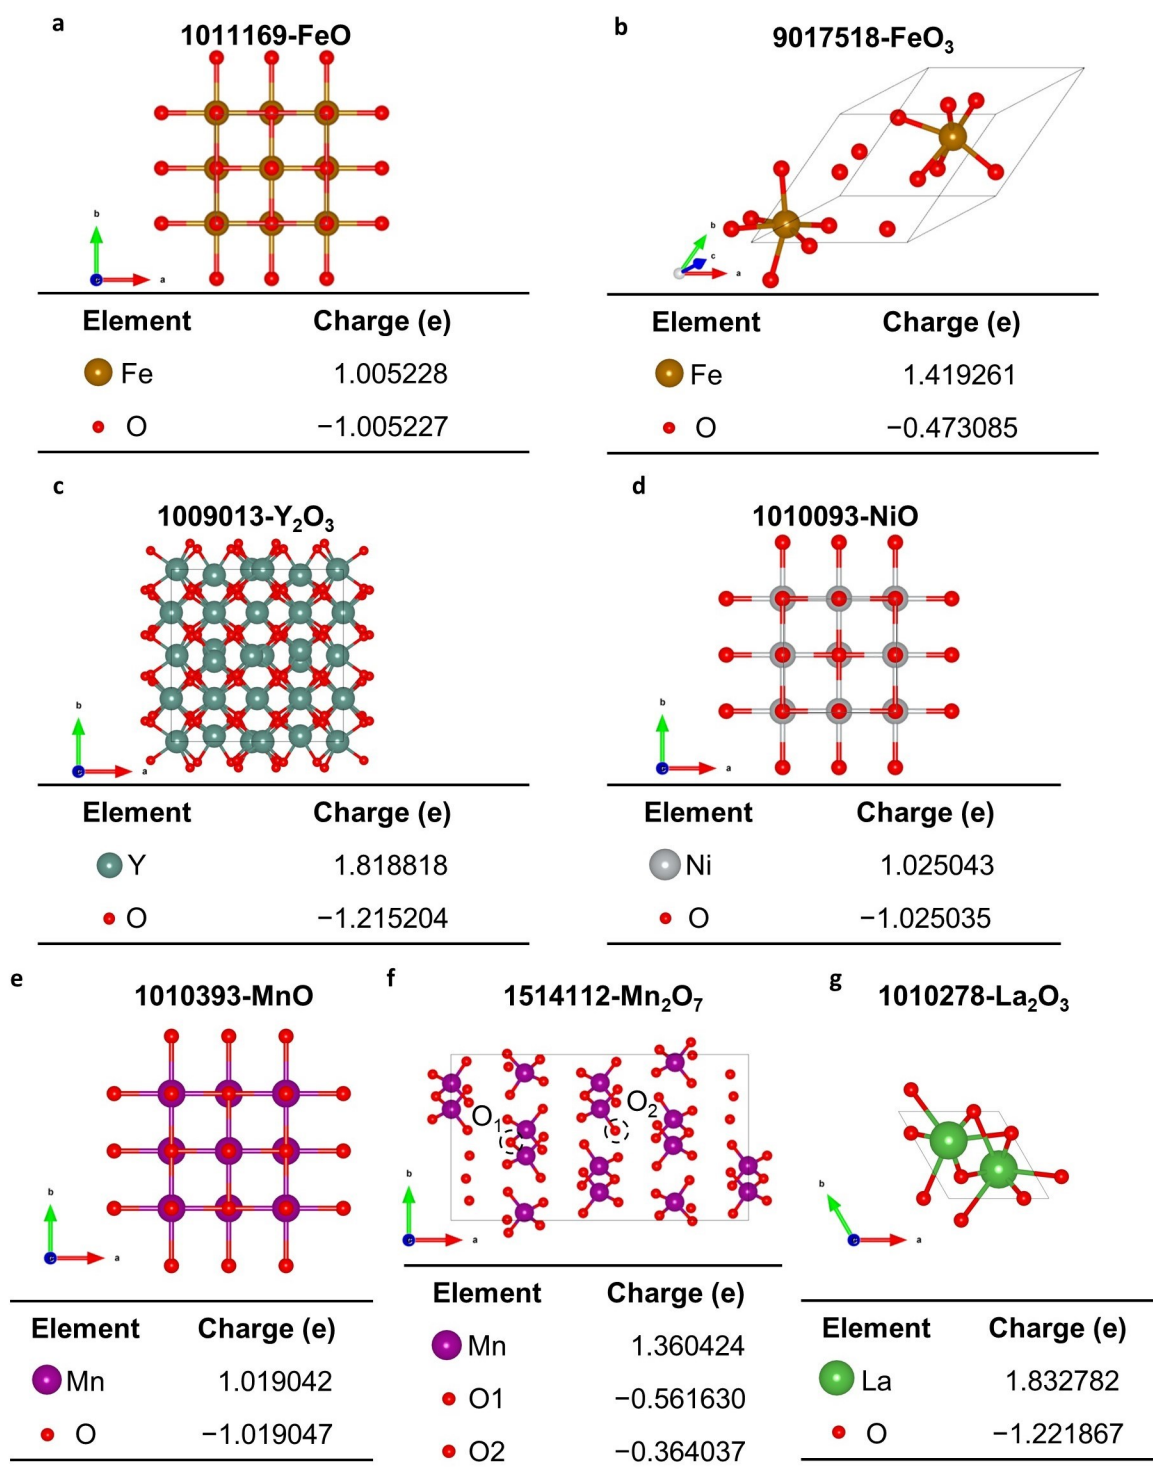 a
1011169-FeO
b
a
Element Charge (e)
Fe 1.005228
O −1.005227
b
9017518-FeO₃
b
c
a
Element Charge (e)
Fe 1.419261
O −0.473085
c
1009013-Y₂O₃
b
a
Element Charge (e)
Y 1.818818
O −1.215204
d
1010093-NiO
b
a
Element Charge (e)
Ni 1.025043
O −1.025035
e
1010393-MnO
b
a
Element Charge (e)
Mn 1.019042
O −1.019047
f
1514112-Mn₂O₇
O₁
O₂
b
a
Element Charge (e)
Mn 1.360424
O1 −0.561630
O2 −0.364037
g
1010278-La₂O₃
b
a
Element Charge (e)
La 1.832782
O −1.221867